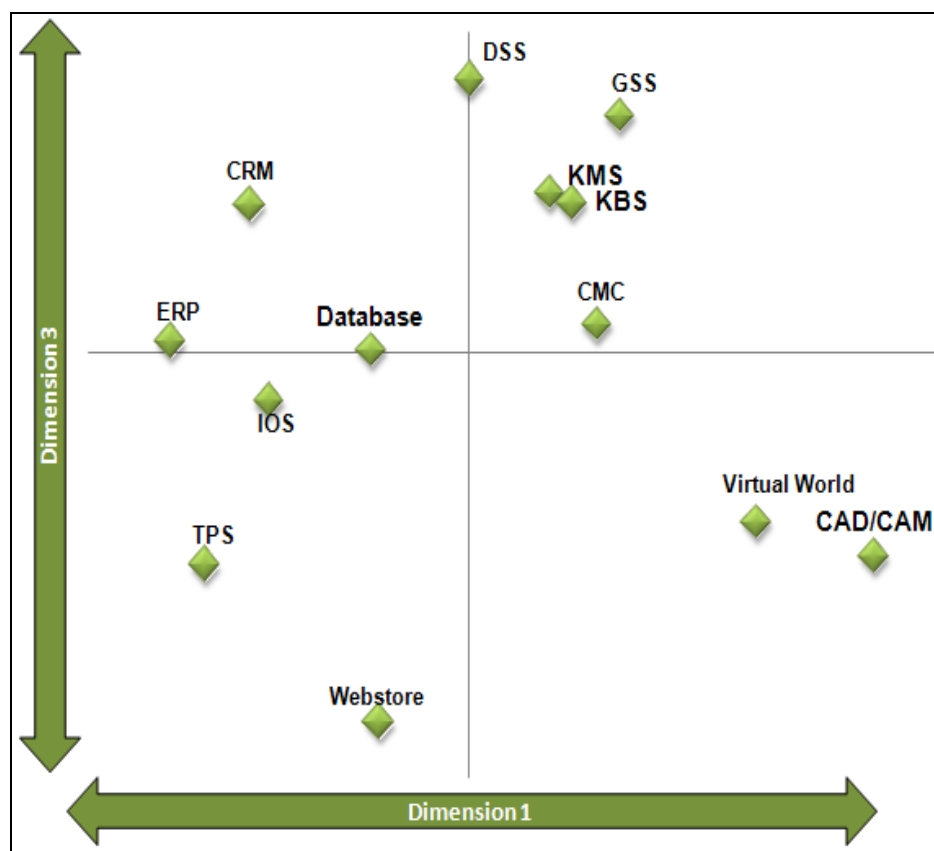 DSS
GSS
CRM
KMS
KBS
CMC
ERP
Database
Dimension 3
IOS
Virtual World
CAD/CAM
TPS
Webstore
Dimension 1